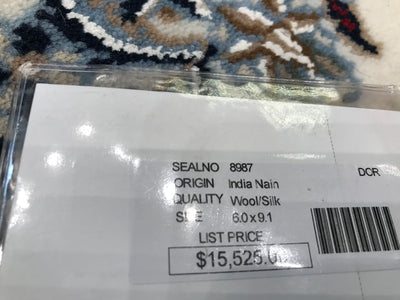 SEALNO 8987 DCR
ORIGIN India Nain
QUALITY Wool/Silk
SIZE 6.0 x 9.1
LIST PRICE
$15,525.00